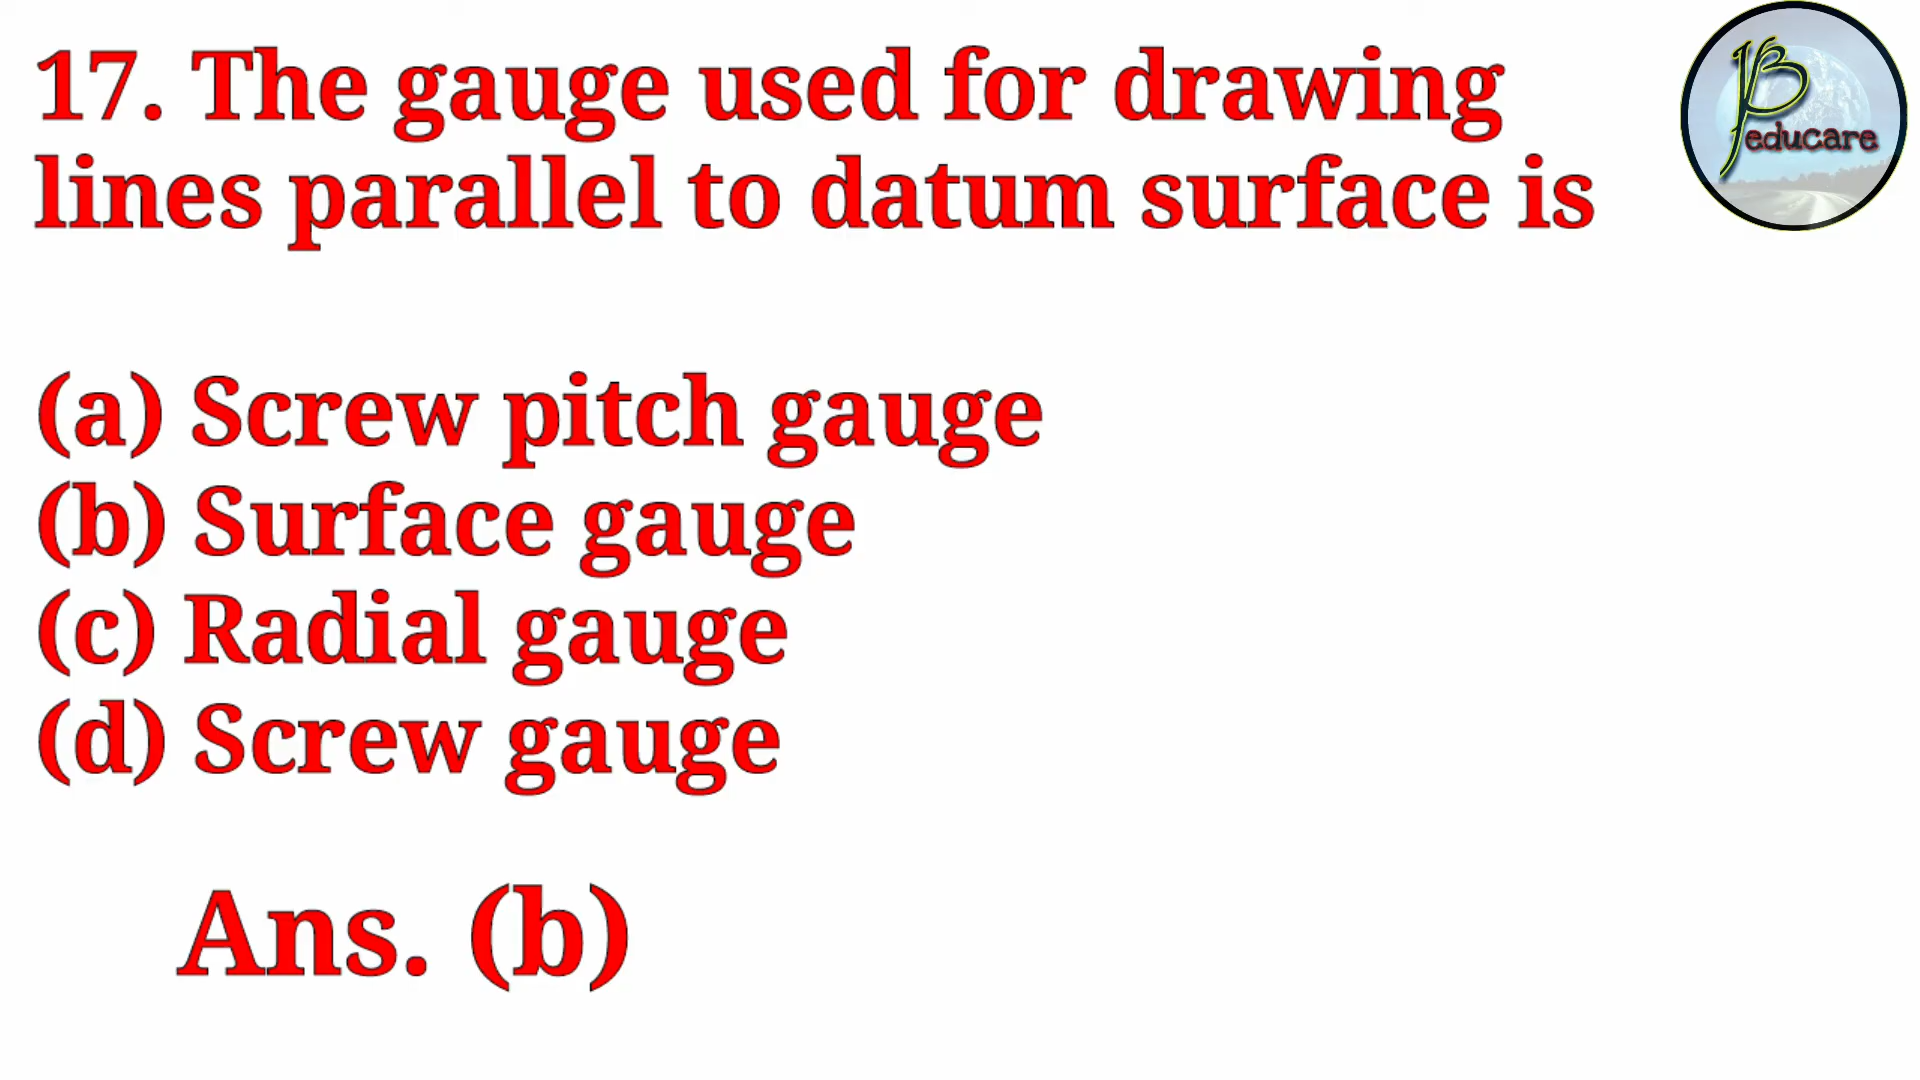 17. The gauge used for drawing
lines parallel to datum surface is
(a) Screw pitch gauge
(b) Surface gauge
(c) Radial gauge
(d) Screw gauge
Ans. (b)
educare